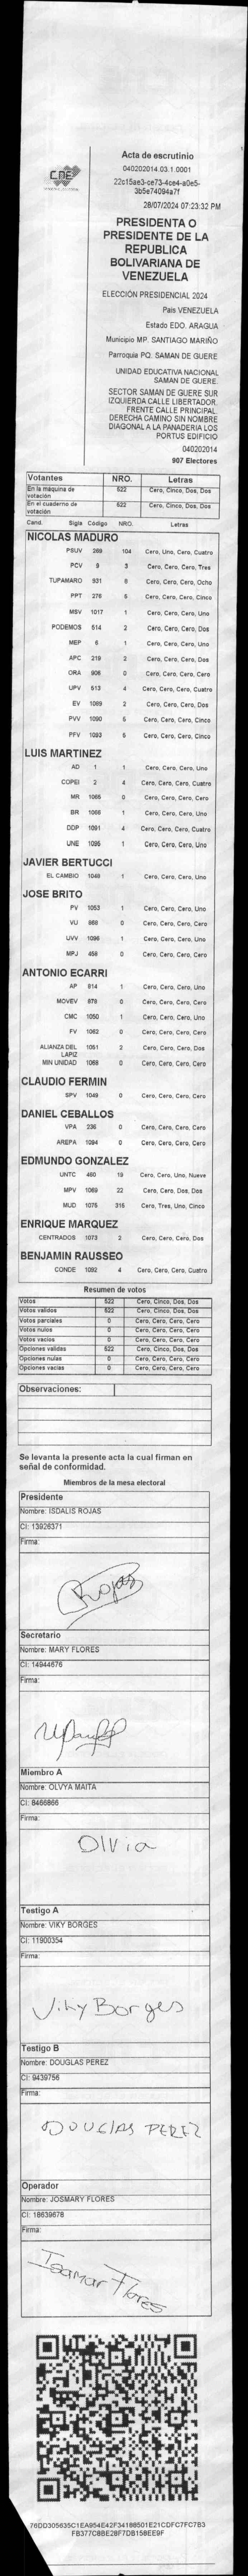 CNE
Acta de escrutinio
040202014.03.1.0001
22c15ae3-ce73-4ce4-a0e5-
3b5e74094a7f
28/07/2024 07:23:32 PM
PRESIDENTA O
PRESIDENTE DE LA
REPUBLICA
BOLIVARIANA DE
VENEZUELA
ELECCIÓN PRESIDENCIAL 2024
Pais VENEZUELA
Estado EDO. ARAGUA
Municipio MP. SANTIAGO MARIÑO
Parroquia PQ. SAMAN DE GUERE
UNIDAD EDUCATIVA NACIONAL
SAMAN DE GUERE.
SECTOR SAMAN DE GUERE SUR
IZQUIERDA CALLE LIBERTADOR.
FRENTE CALLE PRINCIPAL.
DERECHA CAMINO SIN NOMBRE
DIAGONAL A LA PANADERIA LOS
PORTUS EDIFICIO
040202014
907 Electores
Votantes NRO. Letras
En la máquina de votación 522 Cero, Cinco, Dos, Dos
En el cuaderno de votación 522 Cero, Cinco, Dos, Dos
Cand. Sigla Código NRO. Letras
NICOLAS MADURO
PSUV 269 104 Cero, Uno, Cero, Cuatro
PCV 9 3 Cero, Cero, Cero, Tres
TUPAMARO 931 8 Cero, Cero, Cero, Ocho
PPT 276 5 Cero, Cero, Cero, Cinco
MSV 1017 1 Cero, Cero, Cero, Uno
PODEMOS 514 2 Cero, Cero, Cero, Dos
MEP 6 1 Cero, Cero, Cero, Uno
APC 219 2 Cero, Cero, Cero, Dos
ORA 906 0 Cero, Cero, Cero, Cero
UPV 513 4 Cero, Cero, Cero, Cuatro
EV 1089 2 Cero, Cero, Cero, Dos
PVV 1090 5 Cero, Cero, Cero, Cinco
PFV 1093 5 Cero, Cero, Cero, Cinco
LUIS MARTINEZ
AD 1 1 Cero, Cero, Cero, Uno
COPEI 2 4 Cero, Cero, Cero, Cuatro
MR 1065 0 Cero, Cero, Cero, Cero
BR 1056 1 Cero, Cero, Cero, Uno
DDP 1091 4 Cero, Cero, Cero, Cuatro
UNE 1095 1 Cero, Cero, Cero, Uno
JAVIER BERTUCCI
EL CAMBIO 1048 1 Cero, Cero, Cero, Uno
JOSE BRITO
PV 1053 1 Cero, Cero, Cero, Uno
VU 868 0 Cero, Cero, Cero, Cero
UVV 1096 1 Cero, Cero, Cero, Uno
MPJ 458 0 Cero, Cero, Cero, Cero
ANTONIO ECARRI
AP 814 1 Cero, Cero, Cero, Uno
MOVEV 879 0 Cero, Cero, Cero, Cero
CMC 1050 1 Cero, Cero, Cero, Uno
FV 1062 0 Cero, Cero, Cero, Cero
ALIANZA DEL LAPIZ 1051 2 Cero, Cero, Cero, Dos
MIN UNIDAD 1068 0 Cero, Cero, Cero, Cero
CLAUDIO FERMIN
SPV 1049 0 Cero, Cero, Cero, Cero
DANIEL CEBALLOS
VPA 236 0 Cero, Cero, Cero, Cero
AREPA 1094 0 Cero, Cero, Cero, Cero
EDMUNDO GONZALEZ
UNTC 460 19 Cero, Cero, Uno, Nueve
MPV 1069 22 Cero, Cero, Dos, Dos
MUD 1075 315 Cero, Tres, Uno, Cinco
ENRIQUE MARQUEZ
CENTRADOS 1073 2 Cero, Cero, Cero, Dos
BENJAMIN RAUSSEO
CONDE 1092 4 Cero, Cero, Cero, Cuatro
Resumen de votos
Votos 522 Cero, Cinco, Dos, Dos
Votos validos 522 Cero, Cinco, Dos, Dos
Votos parciales 0 Cero, Cero, Cero, Cero
Votos nulos 0 Cero, Cero, Cero, Cero
Votos vacios 0 Cero, Cero, Cero, Cero
Opciones validas 522 Cero, Cinco, Dos, Dos
Opciones nulas 0 Cero, Cero, Cero, Cero
Opciones vacias 0 Cero, Cero, Cero, Cero
Observaciones:
Se levanta la presente acta la cual firman en
señal de conformidad.
Miembros de la mesa electoral
Presidente
Nombre: ISDALIS ROJAS
CI: 13926371
Firma:
Rojas
Secretario
Nombre: MARY FLORES
CI: 14944676
Firma:
Miembro A
Nombre: OLVYA MAITA
CI: 8466866
Firma:
Olvia
Testigo A
Nombre: VIKY BORGES
CI: 11900354
Firma:
Viky Borges
Testigo B
Nombre: DOUGLAS PEREZ
CI: 9439756
Firma:
DOUGLAS PEREZ
Operador
Nombre: JOSMARY FLORES
CI: 18639678
Firma:
Flores
76DD305635C1EA954E42F34188501E21CDFC7FC7B3
FB377C8BE28F7DB158EE9F